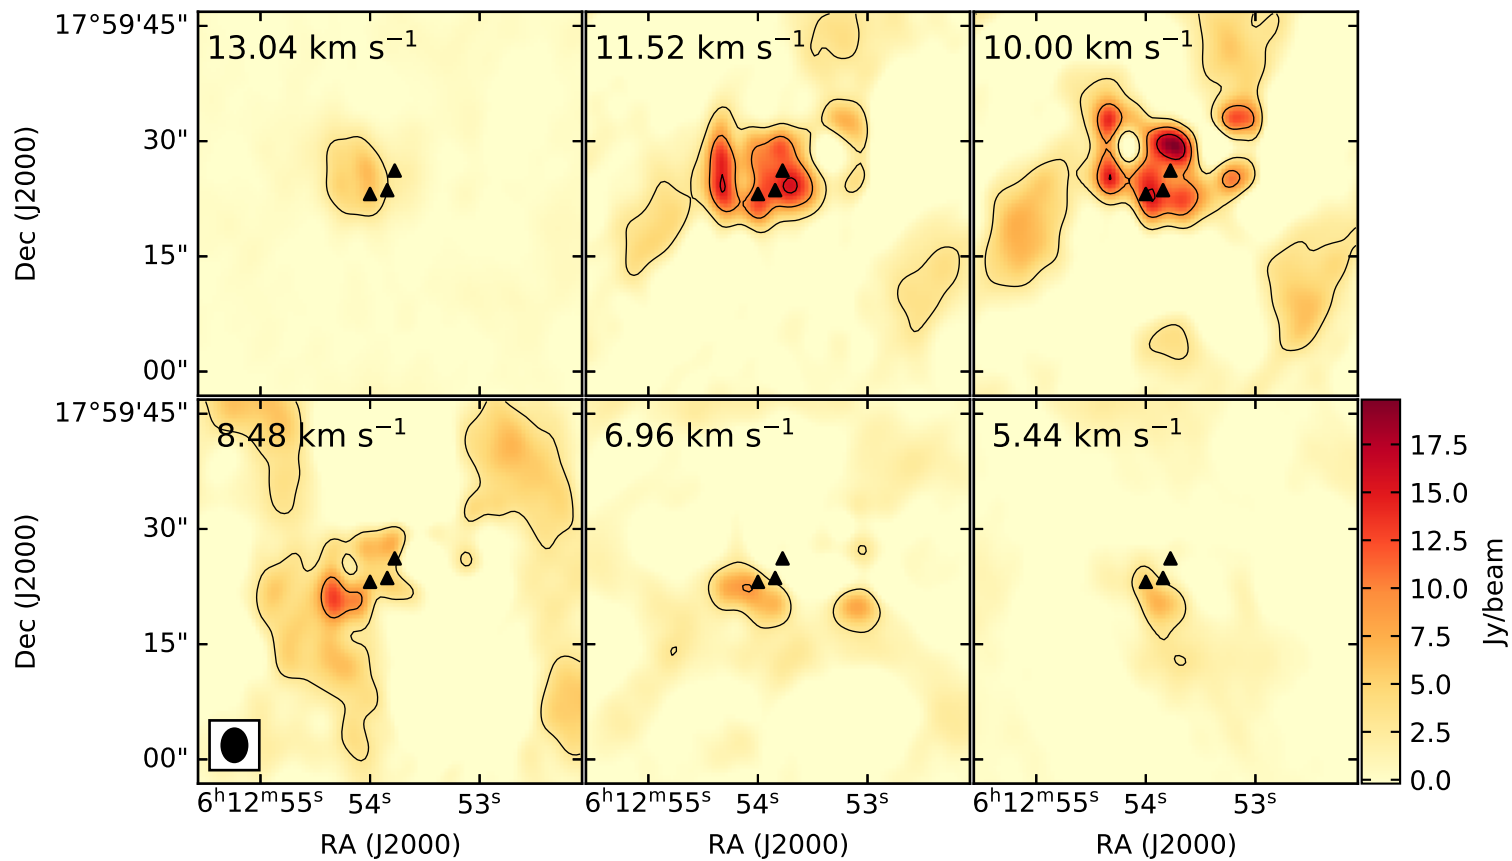 13.04 km s⁻¹
11.52 km s⁻¹
10.00 km s⁻¹
17°59'45"
30"
15"
00"
Dec (J2000)
8.48 km s⁻¹
6.96 km s⁻¹
5.44 km s⁻¹
17°59'45"
30"
15"
00"
Dec (J2000)
17.5
15.0
12.5
10.0
7.5
5.0
2.5
0.0
Jy/beam
6ʰ12ᵐ55ˢ 54ˢ 53ˢ
6ʰ12ᵐ55ˢ 54ˢ 53ˢ
6ʰ12ᵐ55ˢ 54ˢ 53ˢ
RA (J2000)
RA (J2000)
RA (J2000)